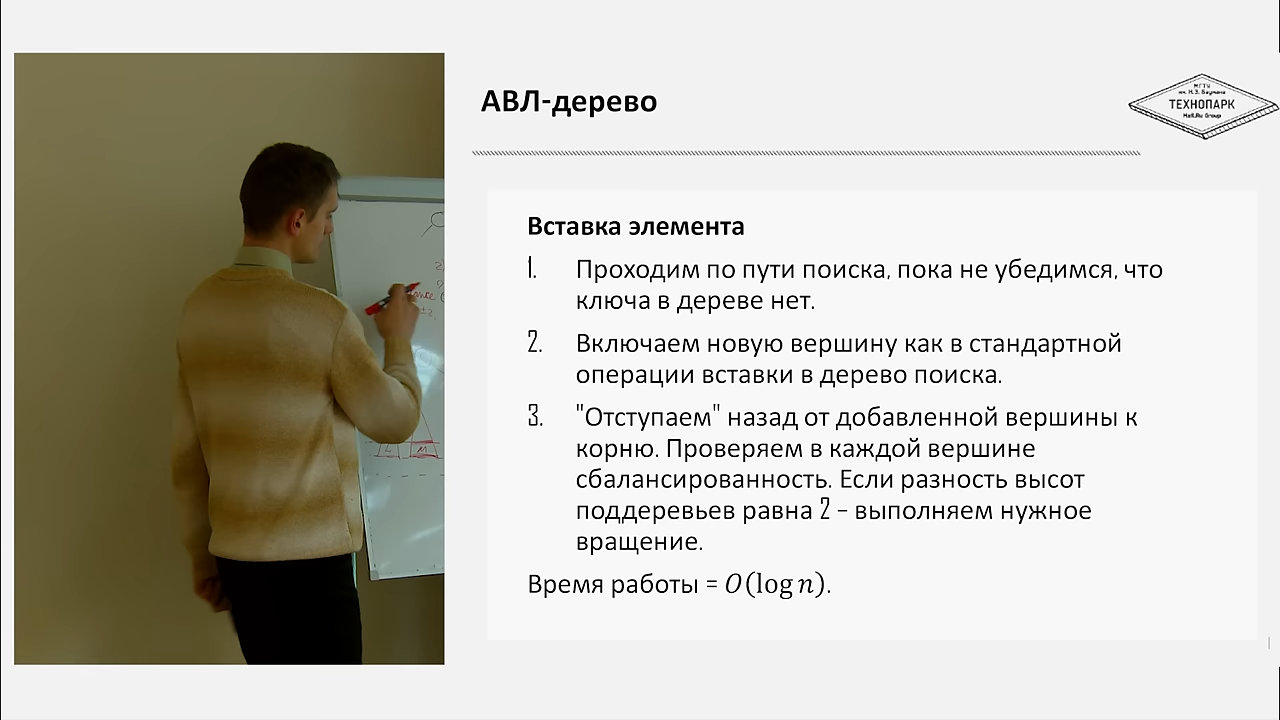 АВЛ-дерево
МГТУ
им. Н.Э. Баумана
ТЕХНОПАРК
Mail.Ru Group
Вставка элемента
1. Проходим по пути поиска, пока не убедимся, что
ключа в дереве нет.
2. Включаем новую вершину как в стандартной
операции вставки в дерево поиска.
3. "Отступаем" назад от добавленной вершины к
корню. Проверяем в каждой вершине
сбалансированность. Если разность высот
поддеревьев равна 2 – выполняем нужное
вращение.
Время работы = O(log n).